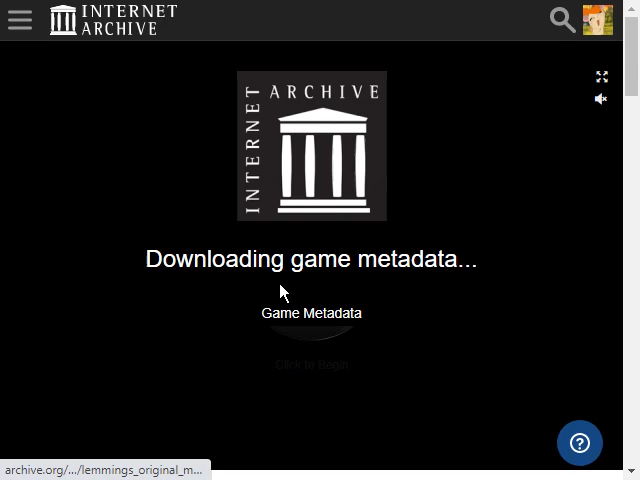 INTERNET
ARCHIVE
INTERNET ARCHIVE
Downloading game metadata...
Game Metadata
Click to Begin
archive.org/.../lemmings_original_m...